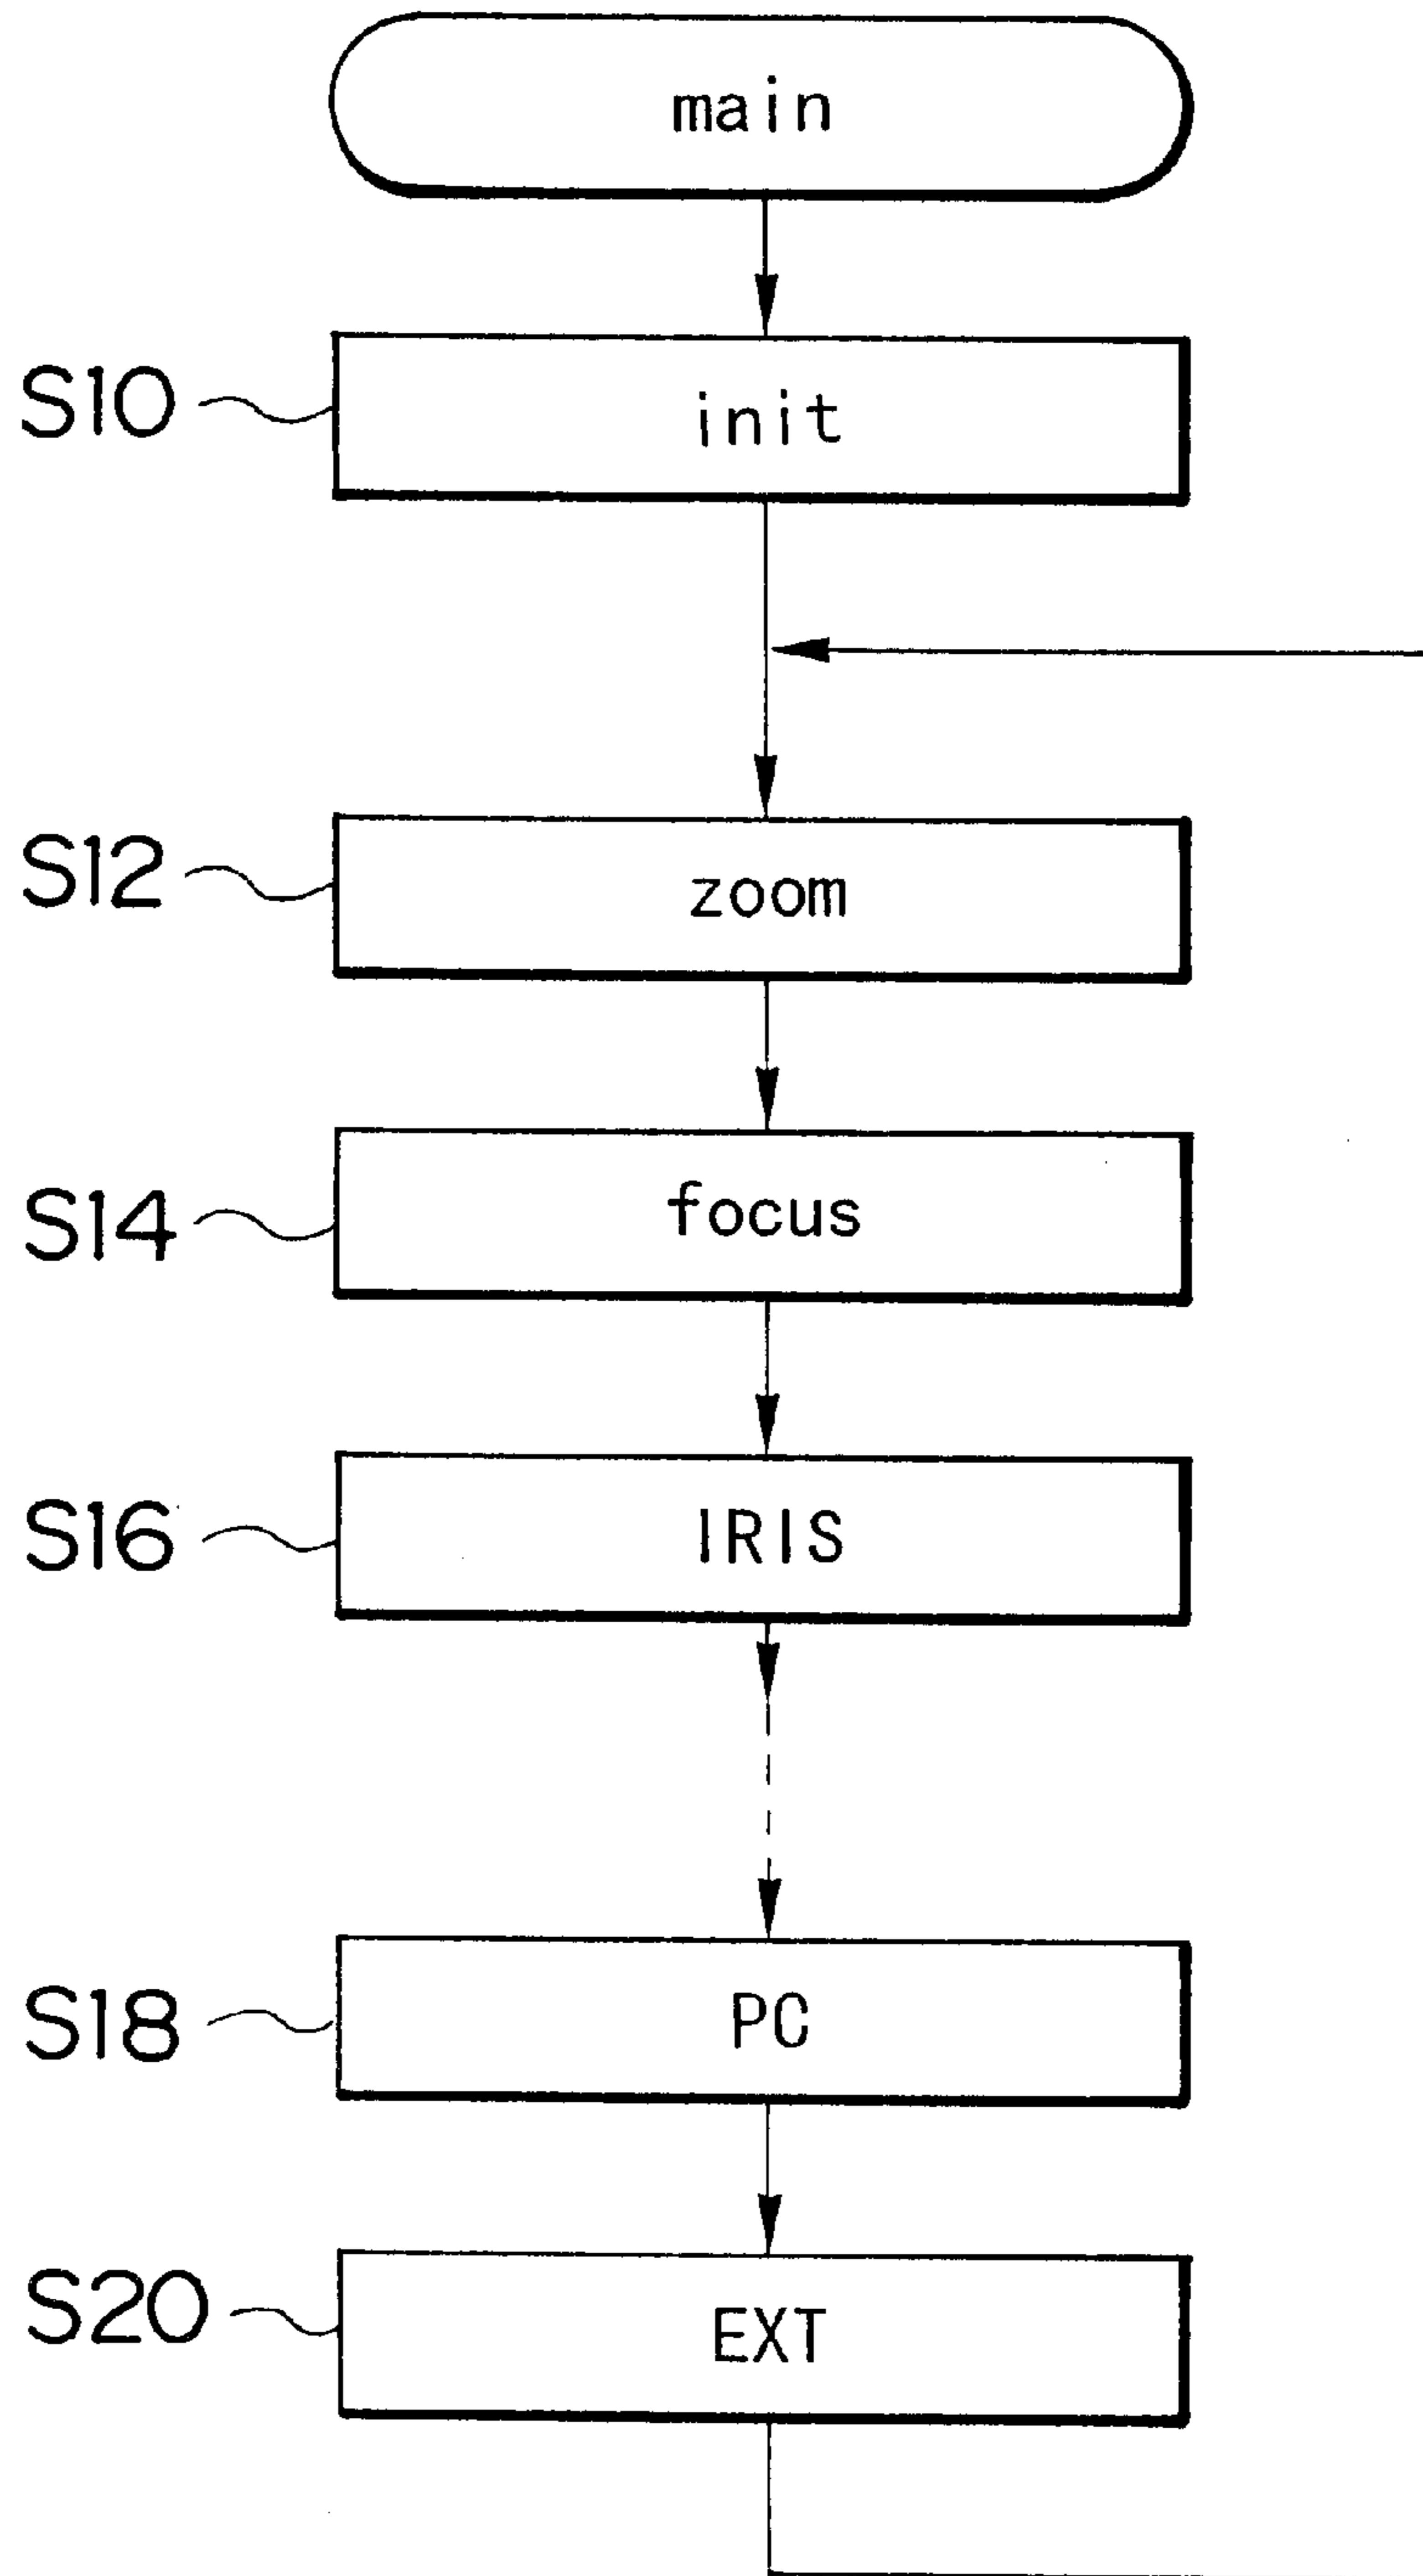 main
S10 init
S12 zoom
S14 focus
S16 IRIS
S18 PC
S20 EXT